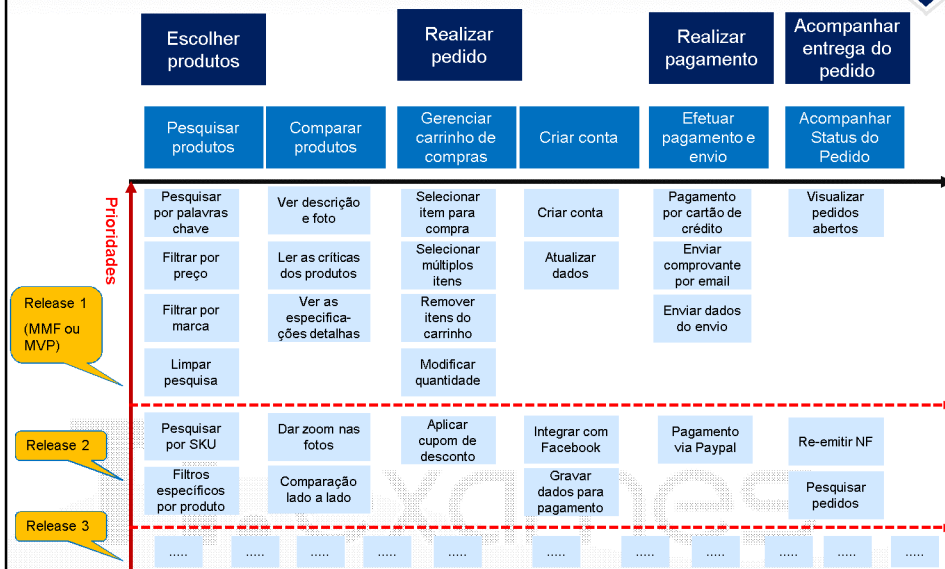 Escolher
produtos
Realizar
pedido
Realizar
pagamento
Acompanhar
entrega do
pedido
Pesquisar
produtos
Comparar
produtos
Gerenciar
carrinho de
compras
Criar conta
Efetuar
pagamento e
envio
Acompanhar
Status do
Pedido
Prioridades
Release 1
(MMF ou
MVP)
Pesquisar
por palavras
chave
Ver descrição
e foto
Selecionar
item para
compra
Criar conta
Pagamento
por cartão de
crédito
Visualizar
pedidos
abertos
Filtrar por
preço
Ler as críticas
dos produtos
Selecionar
múltiplos
itens
Atualizar
dados
Enviar
comprovante
por email
Filtrar por
marca
Ver as
especifica-
ções detalhas
Remover
itens do
carrinho
Enviar dados
do envio
Limpar
pesquisa
Modificar
quantidade
Release 2
Pesquisar
por SKU
Dar zoom nas
fotos
Aplicar
cupom de
desconto
Integrar com
Facebook
Pagamento
via Paypal
Re-emitir NF
Filtros
específicos
por produto
Comparação
lado a lado
Gravar
dados para
pagamento
Pesquisar
pedidos
Release 3
..... ..... ..... ..... ..... ..... ..... ..... ..... ..... .....